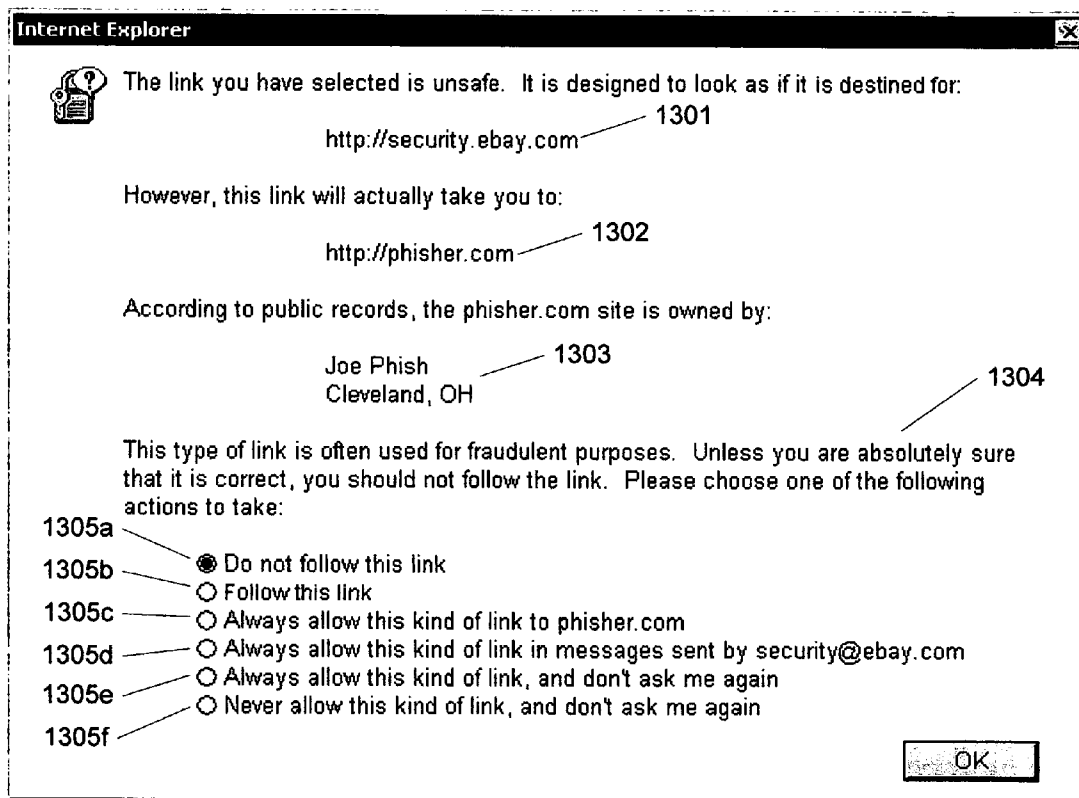 Internet Explorer
The link you have selected is unsafe. It is designed to look as if it is destined for:
1301
http://security.ebay.com
However, this link will actually take you to:
1302
http://phisher.com
According to public records, the phisher.com site is owned by:
1303
Joe Phish
Cleveland, OH
1304
This type of link is often used for fraudulent purposes. Unless you are absolutely sure
that it is correct, you should not follow the link. Please choose one of the following
actions to take:
1305a
Do not follow this link
1305b
Follow this link
1305c
Always allow this kind of link to phisher.com
1305d
Always allow this kind of link in messages sent by security@ebay.com
1305e
Always allow this kind of link, and don't ask me again
1305f
Never allow this kind of link, and don't ask me again
OK